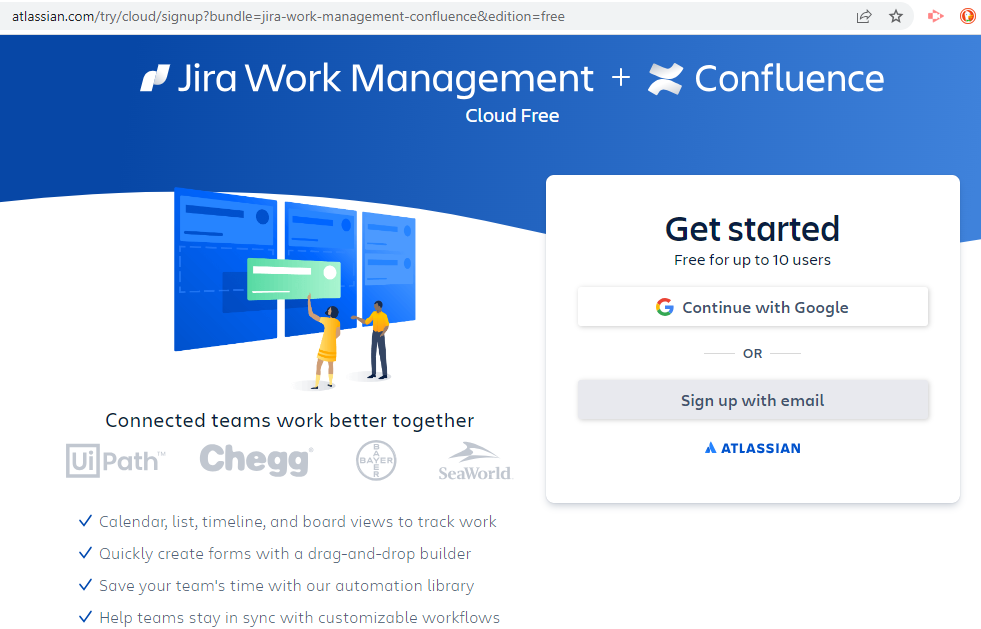 atlassian.com/try/cloud/signup?bundle=jira-work-management-confluence&edition=free
Jira Work Management + Confluence
Cloud Free
Get started
Free for up to 10 users
Continue with Google
OR
Sign up with email
ATLASSIAN
Connected teams work better together
UiPath™ Chegg® BAYER BAYER SeaWorld
Calendar, list, timeline, and board views to track work
Quickly create forms with a drag-and-drop builder
Save your team's time with our automation library
Help teams stay in sync with customizable workflows